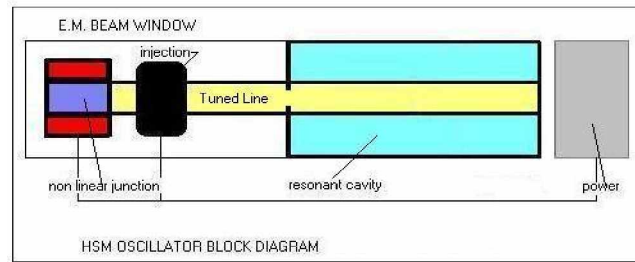 E.M. BEAM WINDOW
injection
Tuned Line
non linear junction
resonant cavity
power
HSM OSCILLATOR BLOCK DIAGRAM